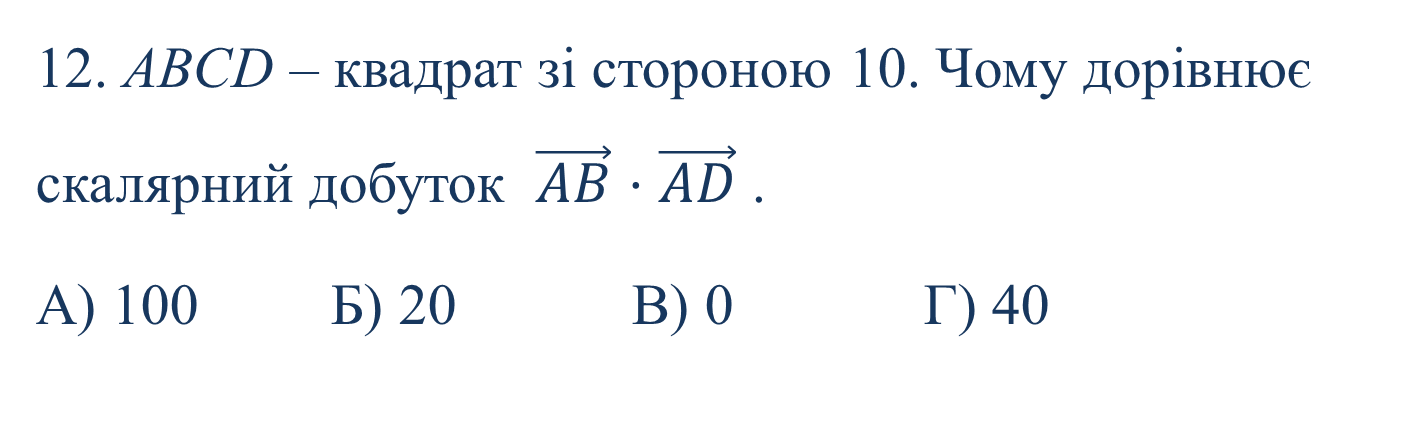 12. ABCD – квадрат зі стороною 10. Чому дорівнює
скалярний добуток $\overrightarrow{AB} \cdot \overrightarrow{AD}$ .
А) 100 Б) 20 В) 0 Г) 40